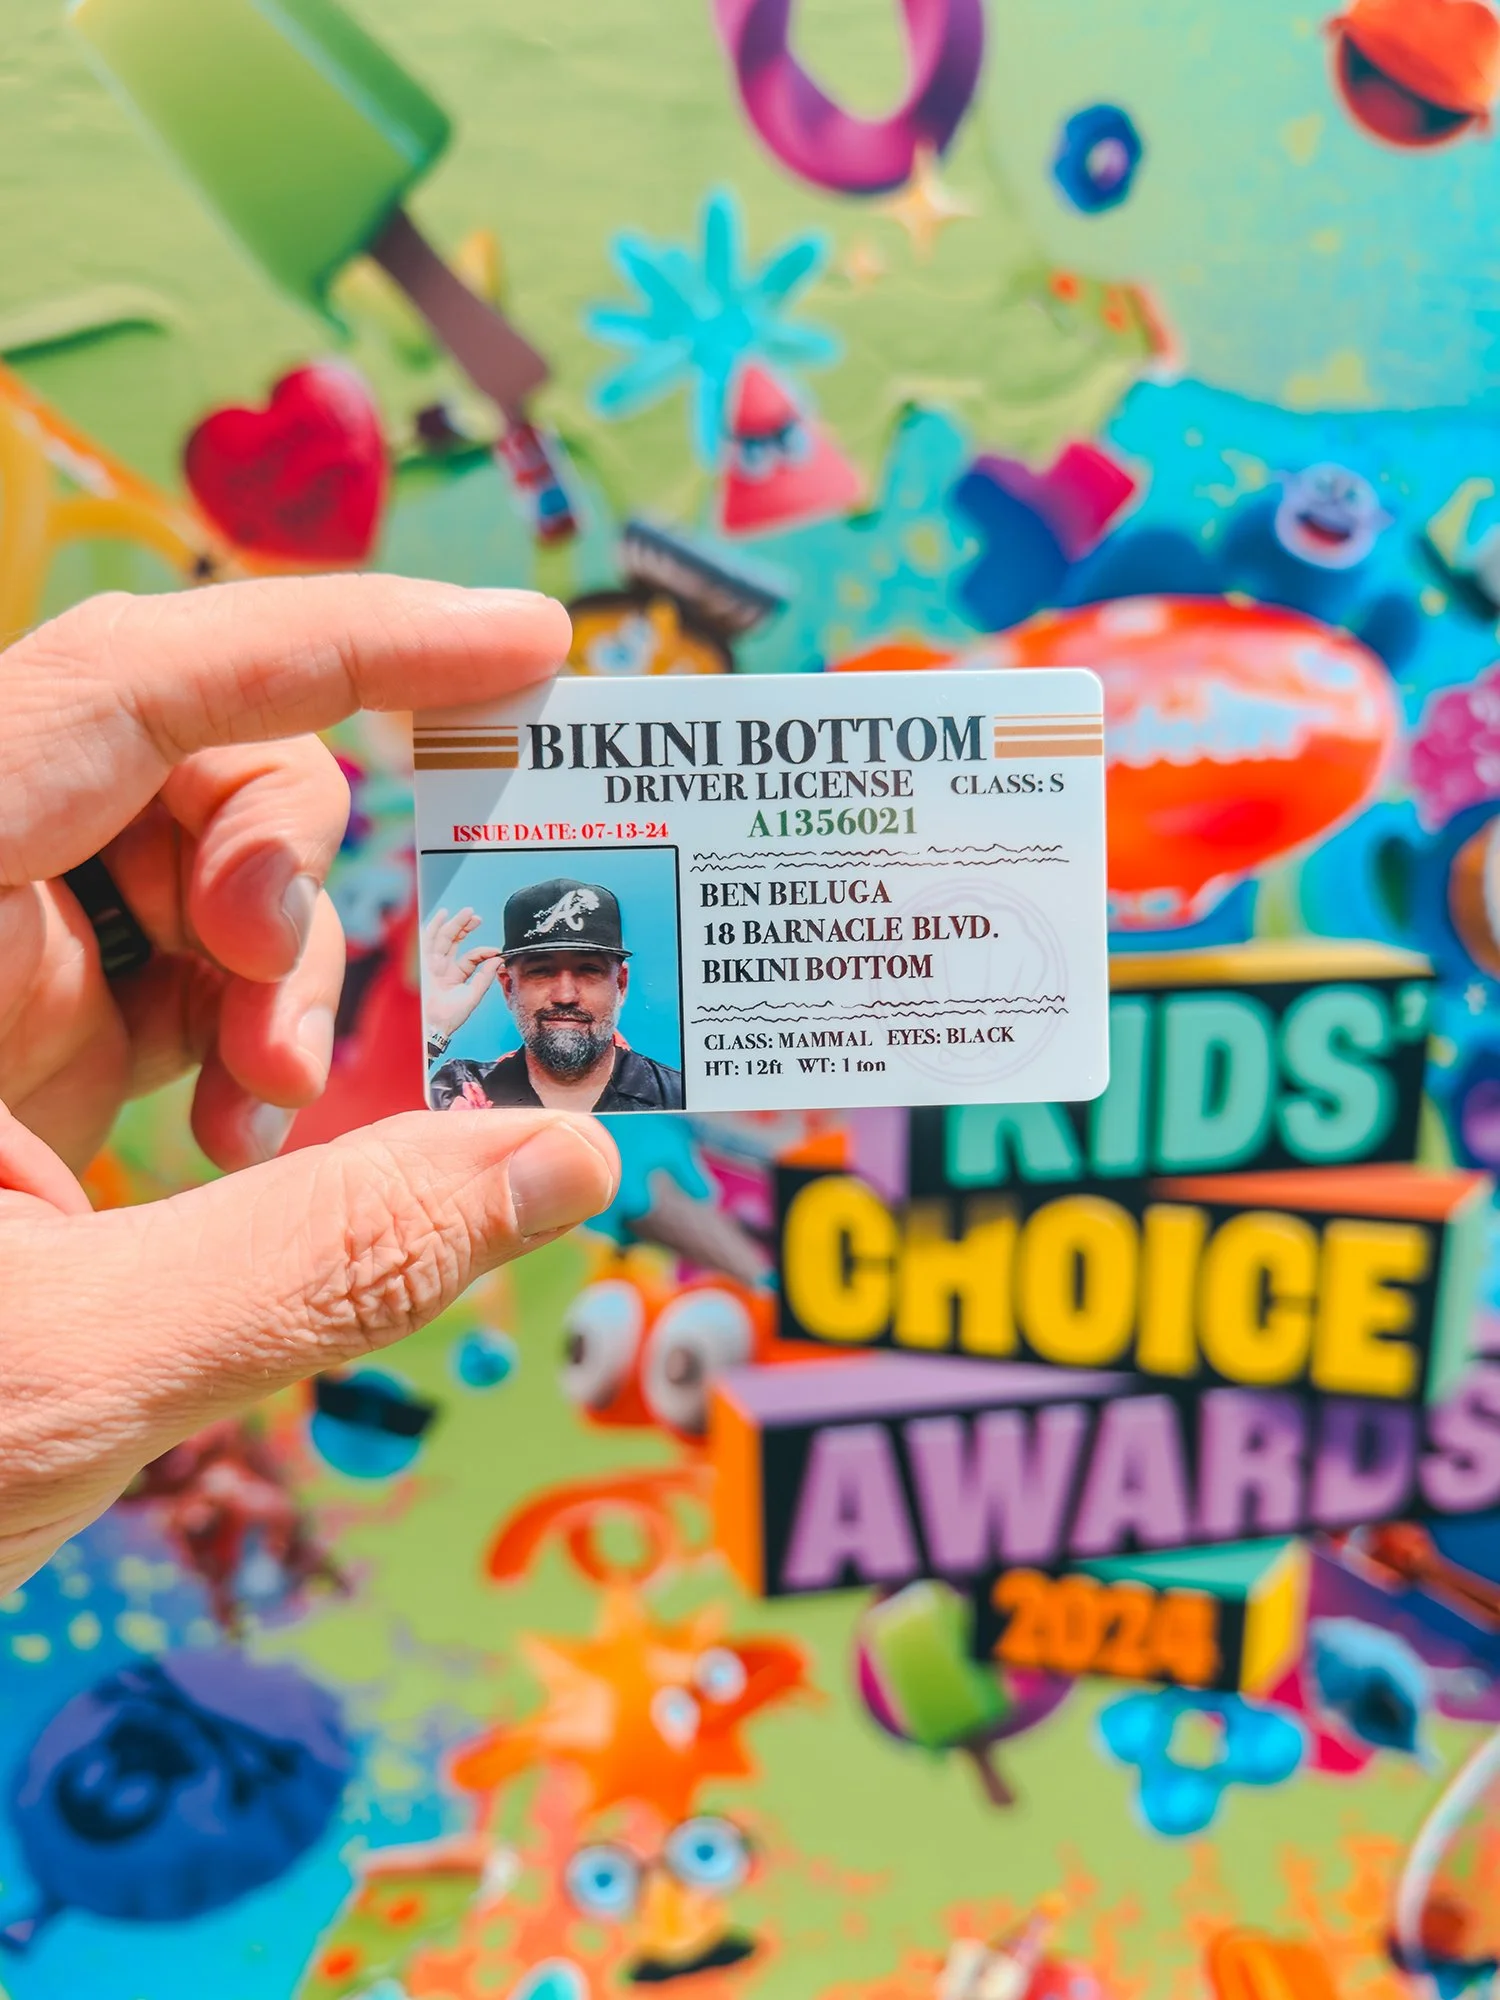 BIKINI BOTTOM
DRIVER LICENSE CLASS: S
ISSUE DATE: 07-13-24 A1356021
BEN BELUGA
18 BARNACLE BLVD.
BIKINI BOTTOM
CLASS: MAMMAL EYES: BLACK
HT: 12ft WT: 1 ton
A
KIDS'
CHOICE
AWARDS
2024